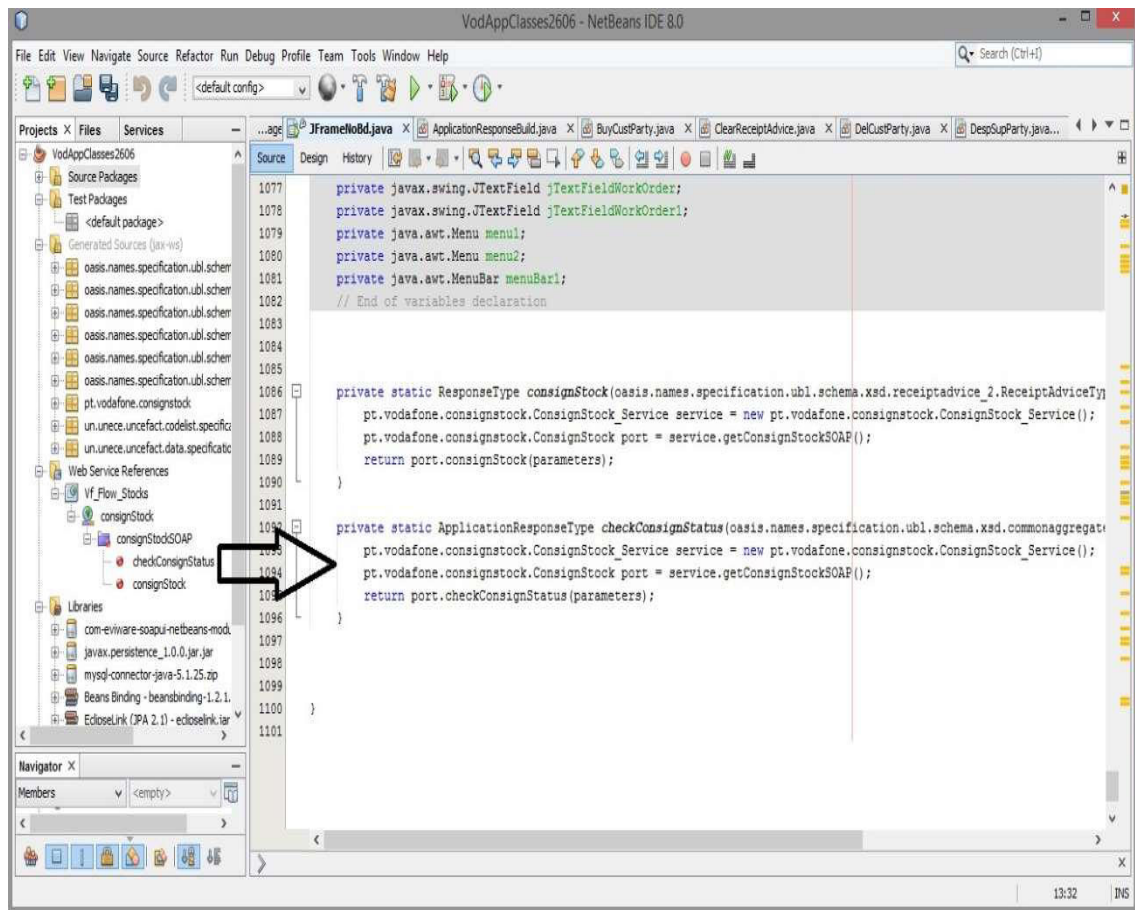 VodAppClasses2606 - NetBeans IDE 8.0
File Edit View Navigate Source Refactor Run Debug Profile Team Tools Window Help
Search (Ctrl+I)
<default config>
Projects X Files Services
VodAppClasses2606
Source Packages
Test Packages
<default package>
Generated Sources (jax-ws)
oasis.names.specification.ubl.schem
oasis.names.specification.ubl.schem
oasis.names.specification.ubl.schem
oasis.names.specification.ubl.schem
oasis.names.specification.ubl.schem
oasis.names.specification.ubl.schem
pt.vodafone.consignstock
un.unece.uncefact.codelist.specifica
un.unece.uncefact.data.specificatic
Web Service References
Vf_Flow_Stocks
consignStock
consignStockSOAP
checkConsignStatus
consignStock
Libraries
com-eviware-soapui-netbeans-modu
javax.persistence_1.0.0.jar.jar
mysql-connector-java-5.1.25.zip
Beans Binding - beansbinding-1.2.1.
EclipseLink (JPA 2.1) - eclipselink.jar
Navigator X
Members <empty>
...age JFrameNoBd.java X ApplicationResponseBuild.java X BuyCustParty.java X ClearReceiptAdvice.java X DelCustParty.java X DespSupParty.java...
Source Design History
1077 private javax.swing.JTextField jTextFieldWorkOrder;
1078 private javax.swing.JTextField jTextFieldWorkOrder1;
1079 private java.awt.Menu menu1;
1080 private java.awt.Menu menu2;
1081 private java.awt.MenuBar menuBar1;
1082 // End of variables declaration
1083
1084
1085
1086 private static ResponseType consignStock(oasis.names.specification.ubl.schema.xsd.receiptadvice_2.ReceiptAdviceTyp
1087 pt.vodafone.consignstock.ConsignStock_Service service = new pt.vodafone.consignstock.ConsignStock_Service();
1088 pt.vodafone.consignstock.ConsignStock port = service.getConsignStockSOAP();
1089 return port.consignStock(parameters);
1090 }
1091
1092 private static ApplicationResponseType checkConsignStatus(oasis.names.specification.ubl.schema.xsd.commonaggregate
1093 pt.vodafone.consignstock.ConsignStock_Service service = new pt.vodafone.consignstock.ConsignStock_Service();
1094 pt.vodafone.consignstock.ConsignStock port = service.getConsignStockSOAP();
1095 return port.checkConsignStatus(parameters);
1096 }
1097
1098
1099
1100 }
1101
13:32 INS